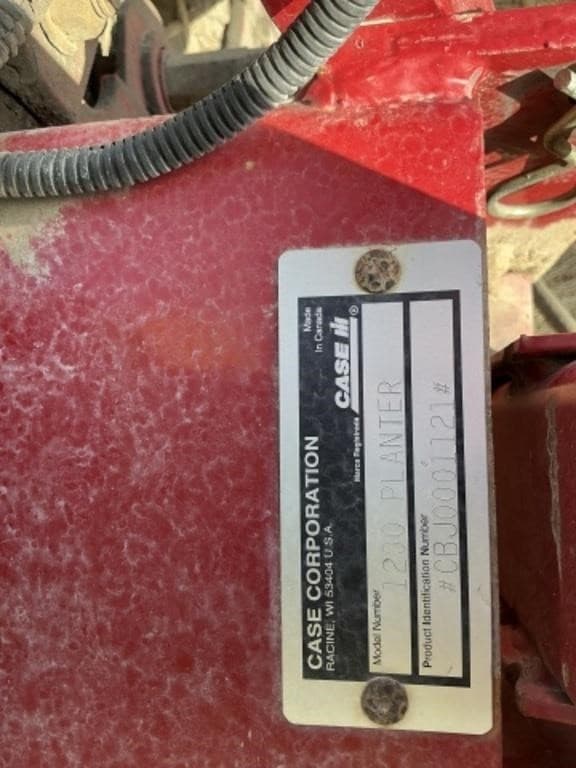 CASE CORPORATION
RACINE, WI 53404 U.S.A.
Made
In Canada
Marca Registrada
CASE IH ®
Model Number
1200 PLANTER
Product Identification Number
#CBJ0001121#